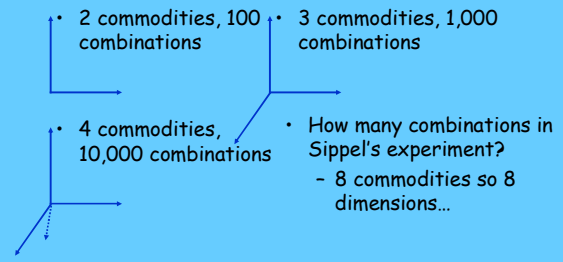 • 2 commodities, 100
combinations
• 3 commodities, 1,000
combinations
• 4 commodities,
10,000 combinations
• How many combinations in
Sippel's experiment?
– 8 commodities so 8
dimensions…